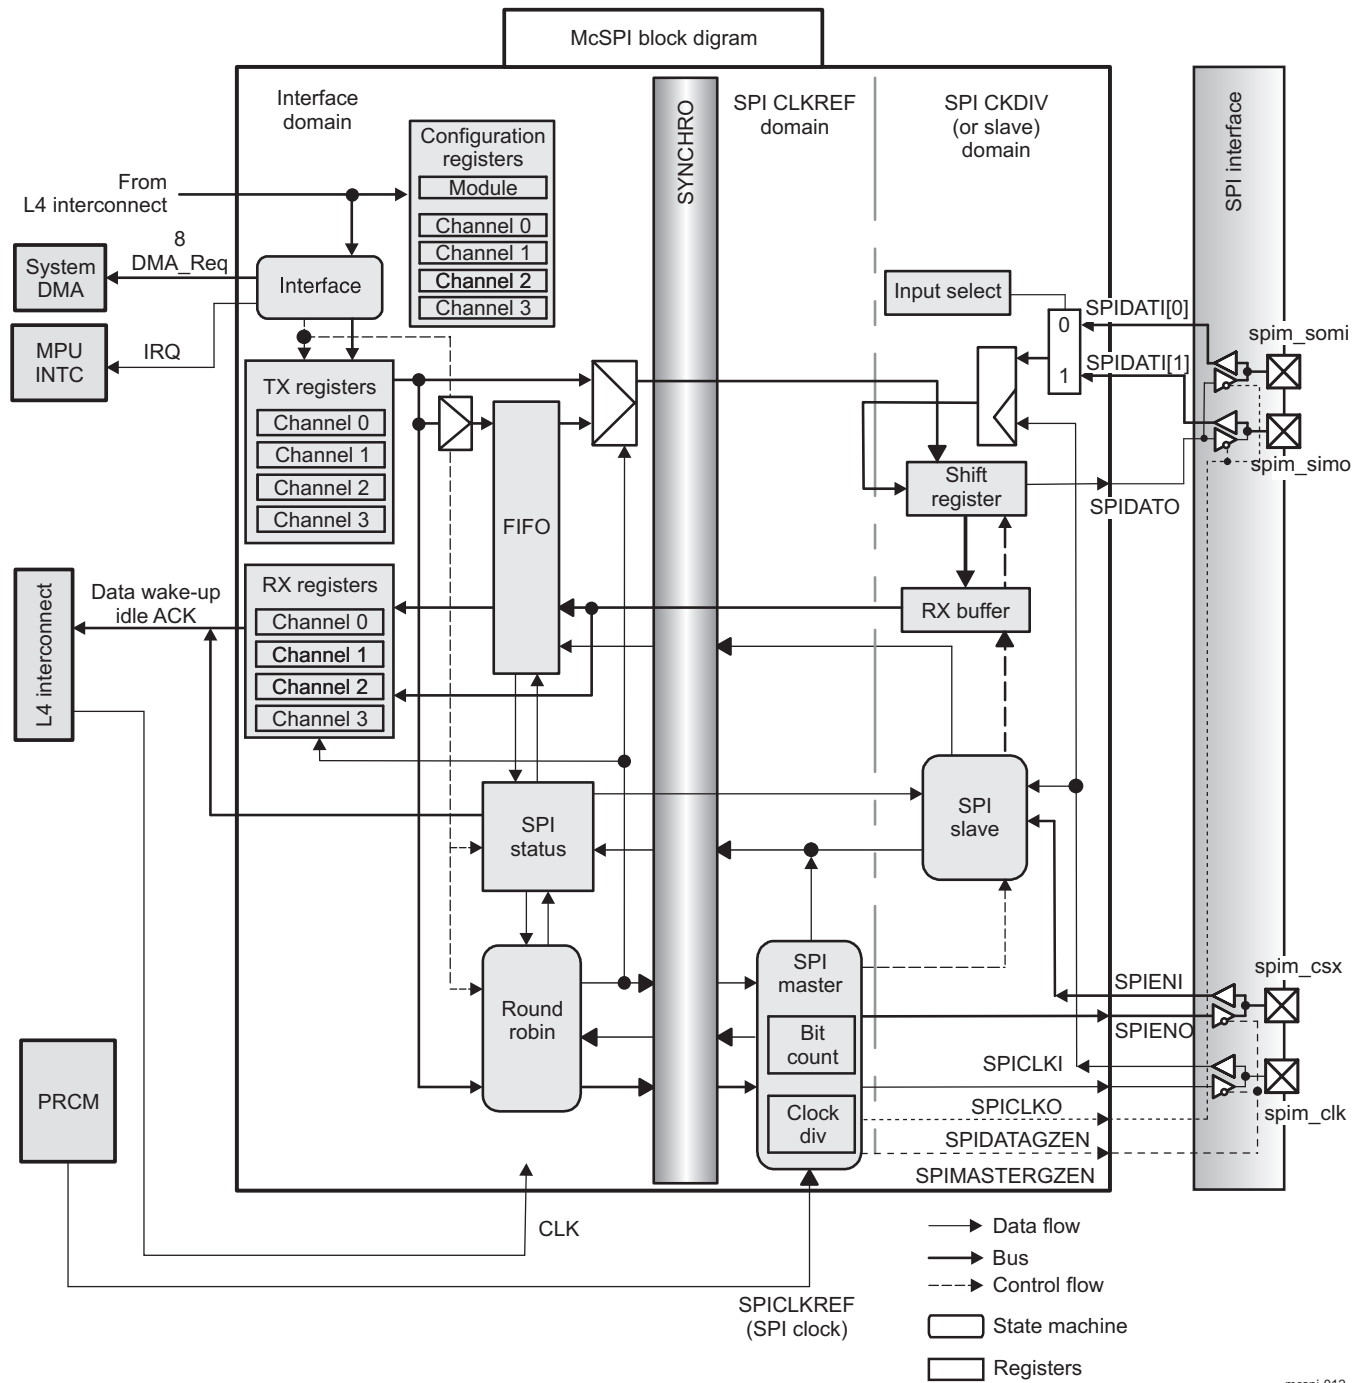 McSPI block digram
Interface
domain
SYNCHRO
SPI CLKREF
domain
SPI CKDIV
(or slave)
domain
SPI interface
Configuration
registers
Module
Channel 0
Channel 1
Channel 2
Channel 3
From
L4 interconnect
8
DMA_Req
System
DMA
Interface
Input select
0
1
SPIDATI[0]
SPIDATI[1]
spim_somi
MPU
INTC
IRQ
TX registers
Channel 0
Channel 1
Channel 2
Channel 3
FIFO
Shift
register
spim_simo
SPIDATO
L4 interconnect
Data wake-up
idle ACK
RX registers
Channel 0
Channel 1
Channel 2
Channel 3
RX buffer
SPI
status
SPI
slave
Round
robin
SPI
master
Bit
count
Clock
div
SPIENI
SPIENO
spim_csx
SPICLKI
SPICLKO
spim_clk
SPIDATAGZEN
SPIMASTERGZEN
PRCM
CLK
SPICLKREF
(SPI clock)
Data flow
Bus
Control flow
State machine
Registers